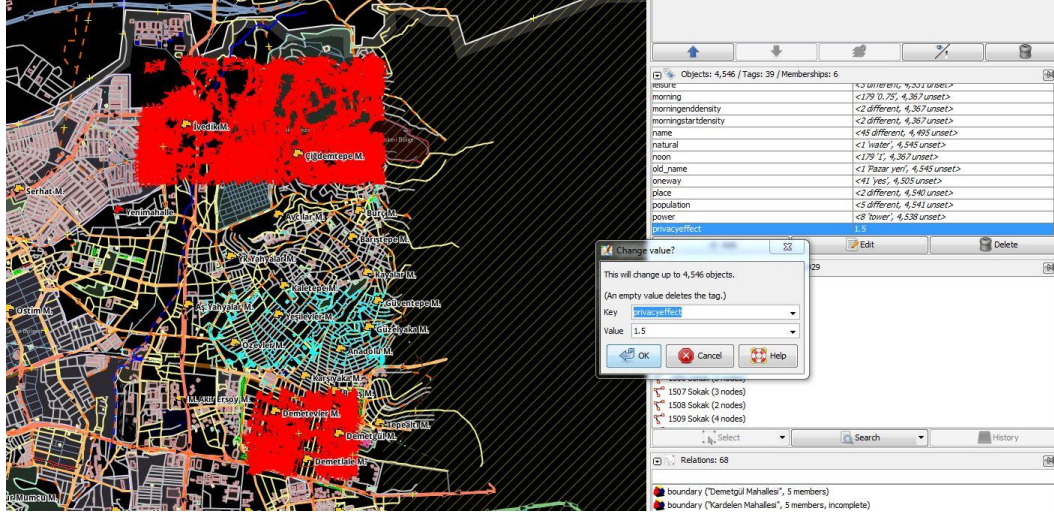 İvedik M.
Çiğdemtepe M.
Serhat M.
Yenimahalle
Avcılar M.
Burç M.
Barıştepe M.
Yk.Yahyalar M.
Kayalar M.
Kaletepe M.
Aş.Yahyalar M.
Güventepe M.
Yeşilevler M.
Ostim M.
Güzelyaka M.
Özevler M.
Anadolu M.
Karşıyaka M.
M.Akif Ersoy M.
Demetevler M.
Tepealtı M.
Demetgül M.
Demetlale M.
ur Mumcu M.
Objects: 4,546 / Tags: 39 / Memberships: 6
leisure <3 different, 4,531 unset>
morning <179 '0.75', 4,367 unset>
morningenddensity <2 different, 4,367 unset>
morningstartdensity <2 different, 4,367 unset>
name <45 different, 4,495 unset>
natural <1 'water', 4,545 unset>
noon <179 '1', 4,367 unset>
old_name <1 'Pazar yeri', 4,545 unset>
oneway <41 'yes', 4,505 unset>
place <2 different, 4,540 unset>
population <5 different, 4,541 unset>
power <8 'tower', 4,538 unset>
privacyeffect 1.5
Edit Delete
Change value?
This will change up to 4,546 objects.
(An empty value deletes the tag.)
Key privacyeffect
Value 1.5
OK Cancel Help
1507 Sokak (3 nodes)
1508 Sokak (2 nodes)
1509 Sokak (4 nodes)
Select Search History
Relations: 68
boundary ("Demetgül Mahallesi", 5 members)
boundary ("Kardelen Mahallesi", 5 members, incomplete)